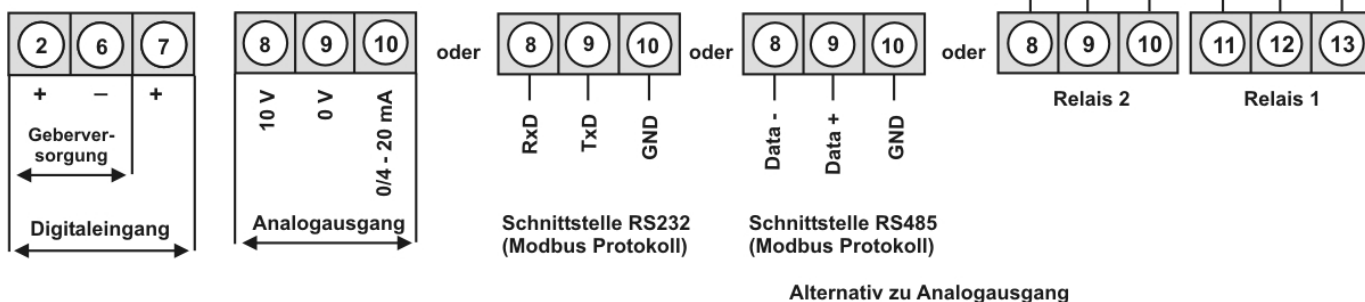 2 6 7
+ – +
Geberver-
sorgung
Digitaleingang
8 9 10
10 V
0 V
0/4 - 20 mA
Analogausgang
oder
8 9 10
RxD
TxD
GND
Schnittstelle RS232
(Modbus Protokoll)
oder
8 9 10
Data -
Data +
GND
Schnittstelle RS485
(Modbus Protokoll)
oder
8 9 10
Relais 2
11 12 13
Relais 1
Alternativ zu Analogausgang